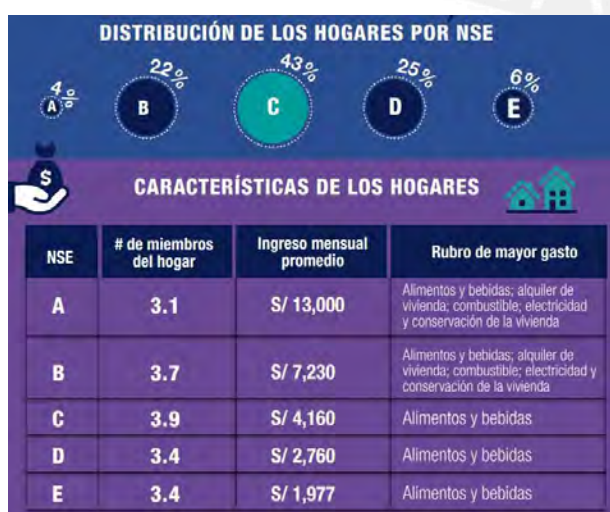 DISTRIBUCIÓN DE LOS HOGARES POR NSE
4% 22% 43% 25% 6%
A B C D E
$
CARACTERÍSTICAS DE LOS HOGARES
NSE
# de miembros
del hogar
Ingreso mensual
promedio
Rubro de mayor gasto
A
3.1
S/ 13,000
Alimentos y bebidas; alquiler de
vivienda; combustible; electricidad
y conservación de la vivienda
B
3.7
S/ 7,230
Alimentos y bebidas; alquiler de
vivienda; combustible; electricidad y
conservación de la vivienda
C
3.9
S/ 4,160
Alimentos y bebidas
D
3.4
S/ 2,760
Alimentos y bebidas
E
3.4
S/ 1,977
Alimentos y bebidas